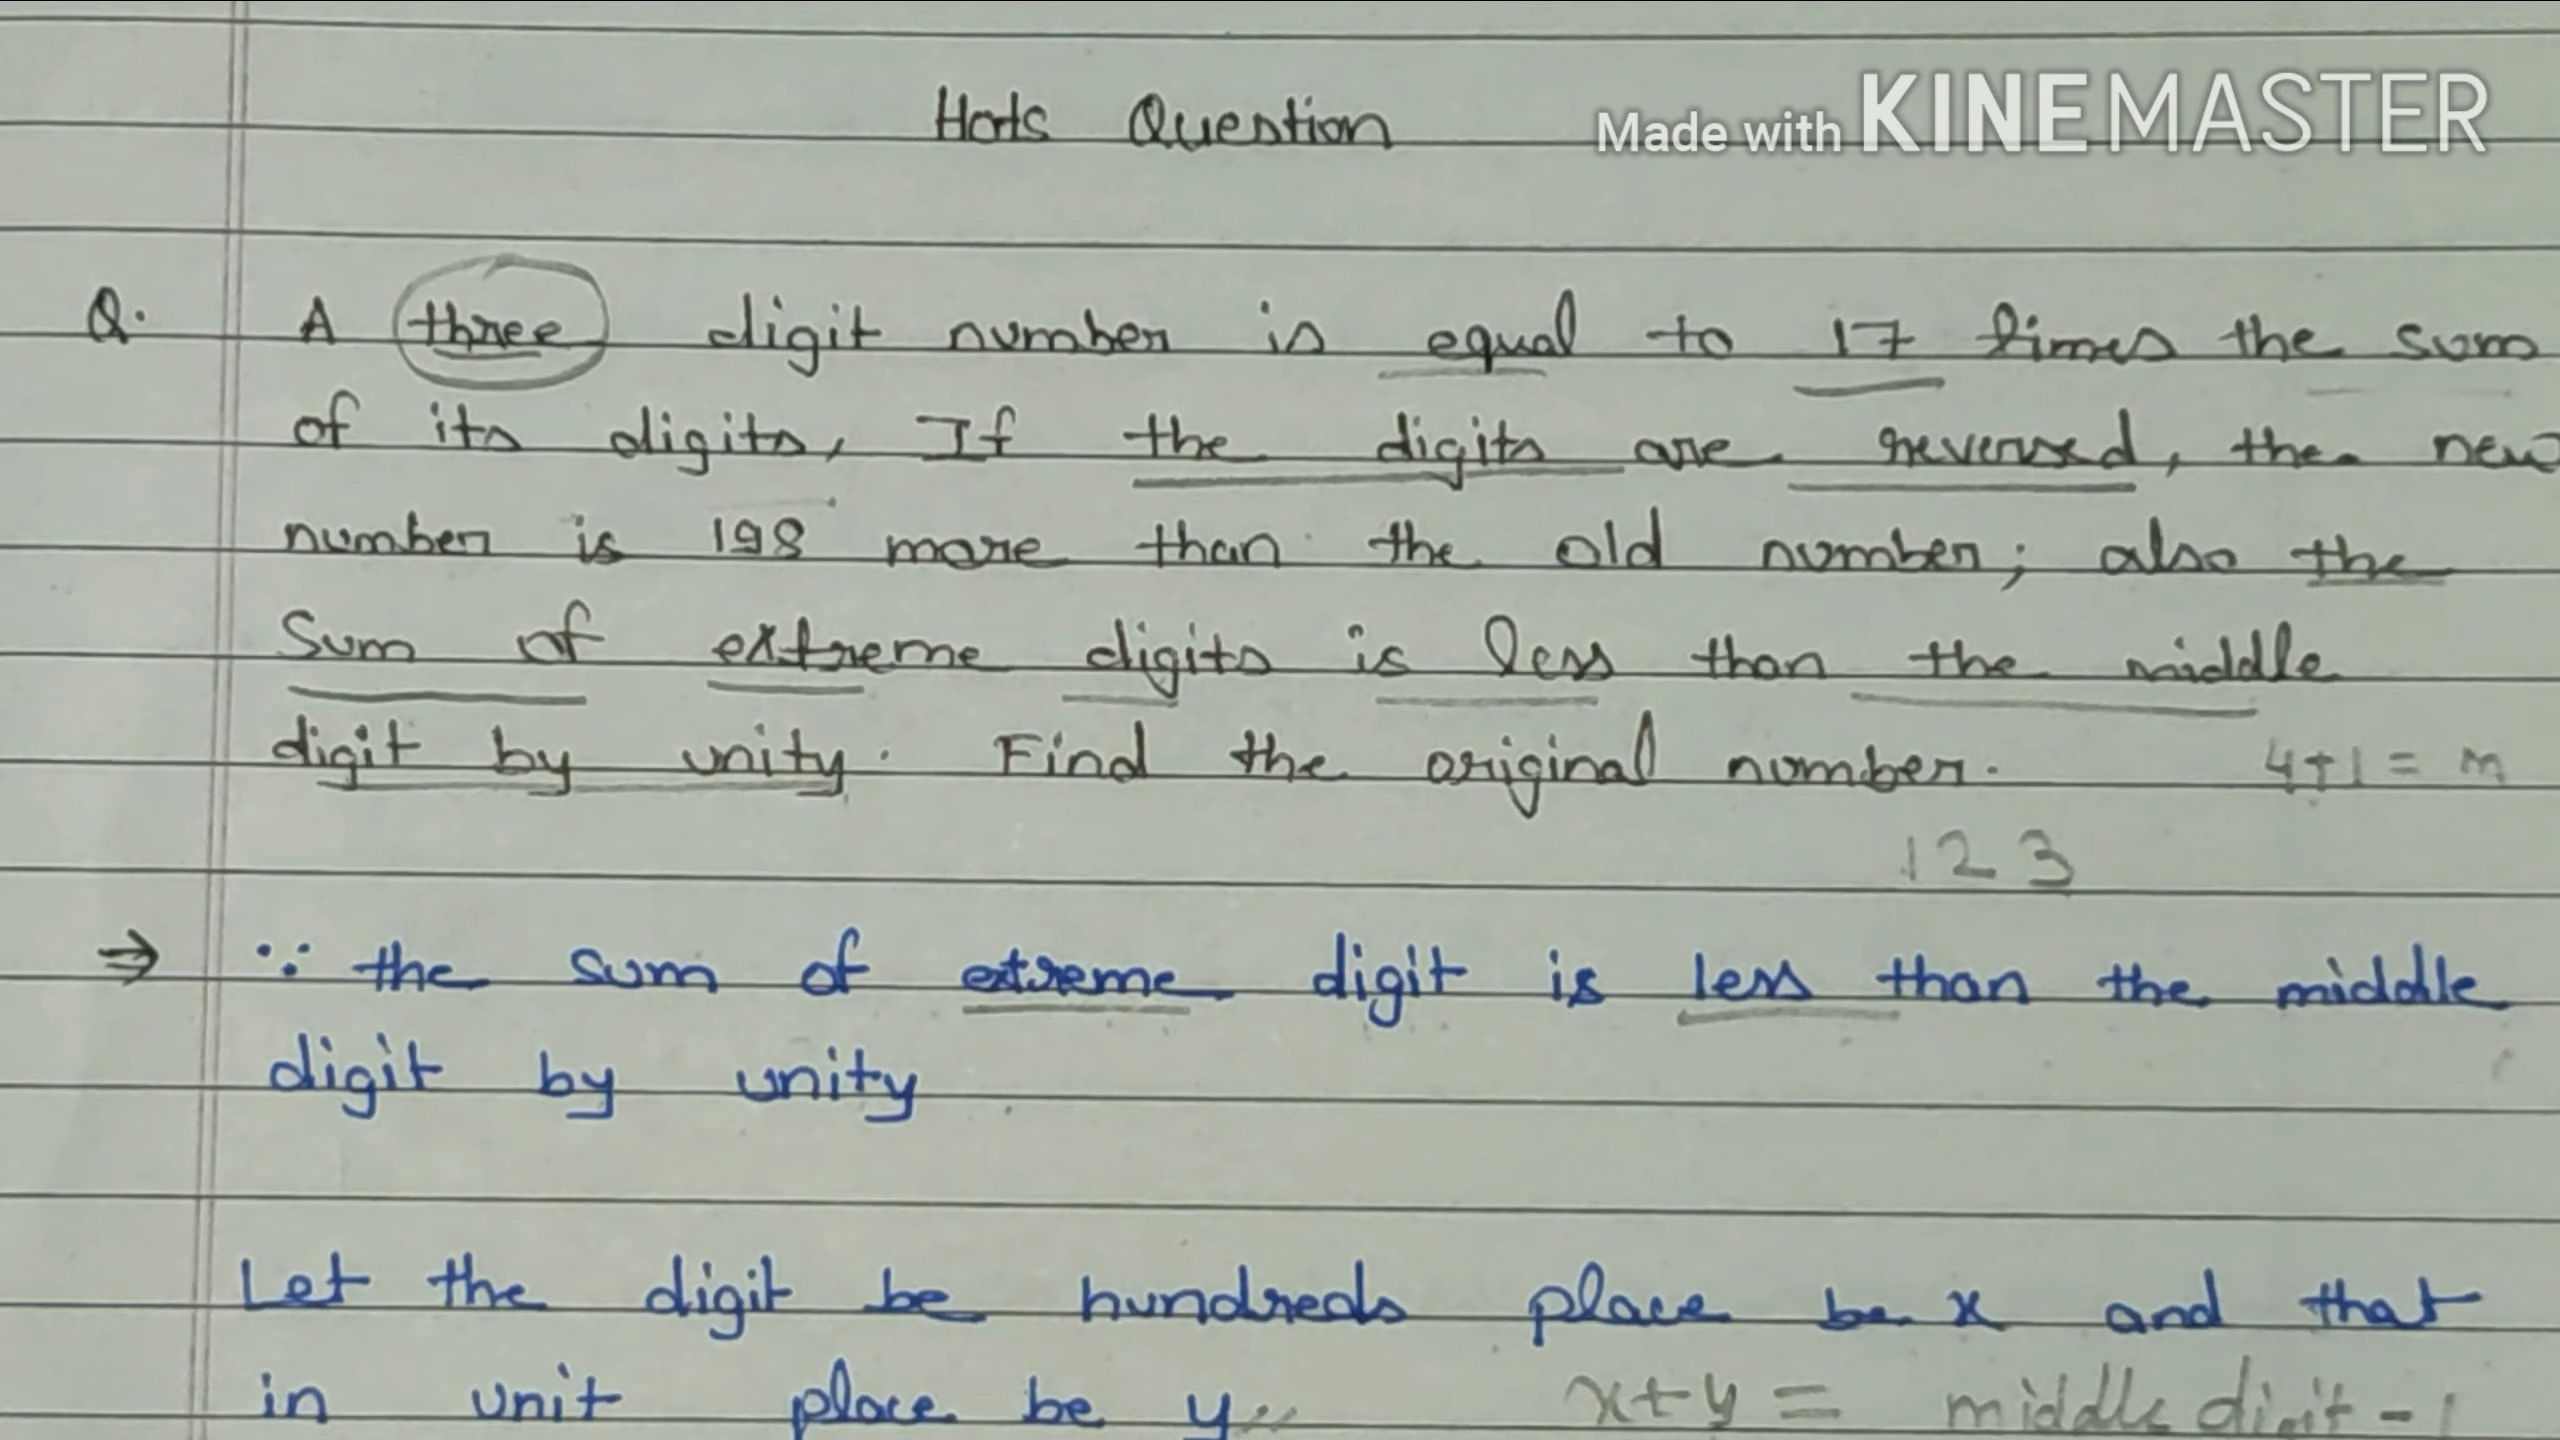 Hots Question
Made with KINEMASTER
Q. A three digit number is equal to 17 times the sum
of its digits, If the digits are reversed, the new
number is 198 more than the old number; also the
Sum of extreme digits is less than the middle
digit by unity. Find the original number.
4+1 = m
1 2 3
⇒ ∵ the sum of extreme digit is less than the middle
digit by unity
Let the digit be hundreds place be x and that
in unit place be y
x+y = middle digit - 1